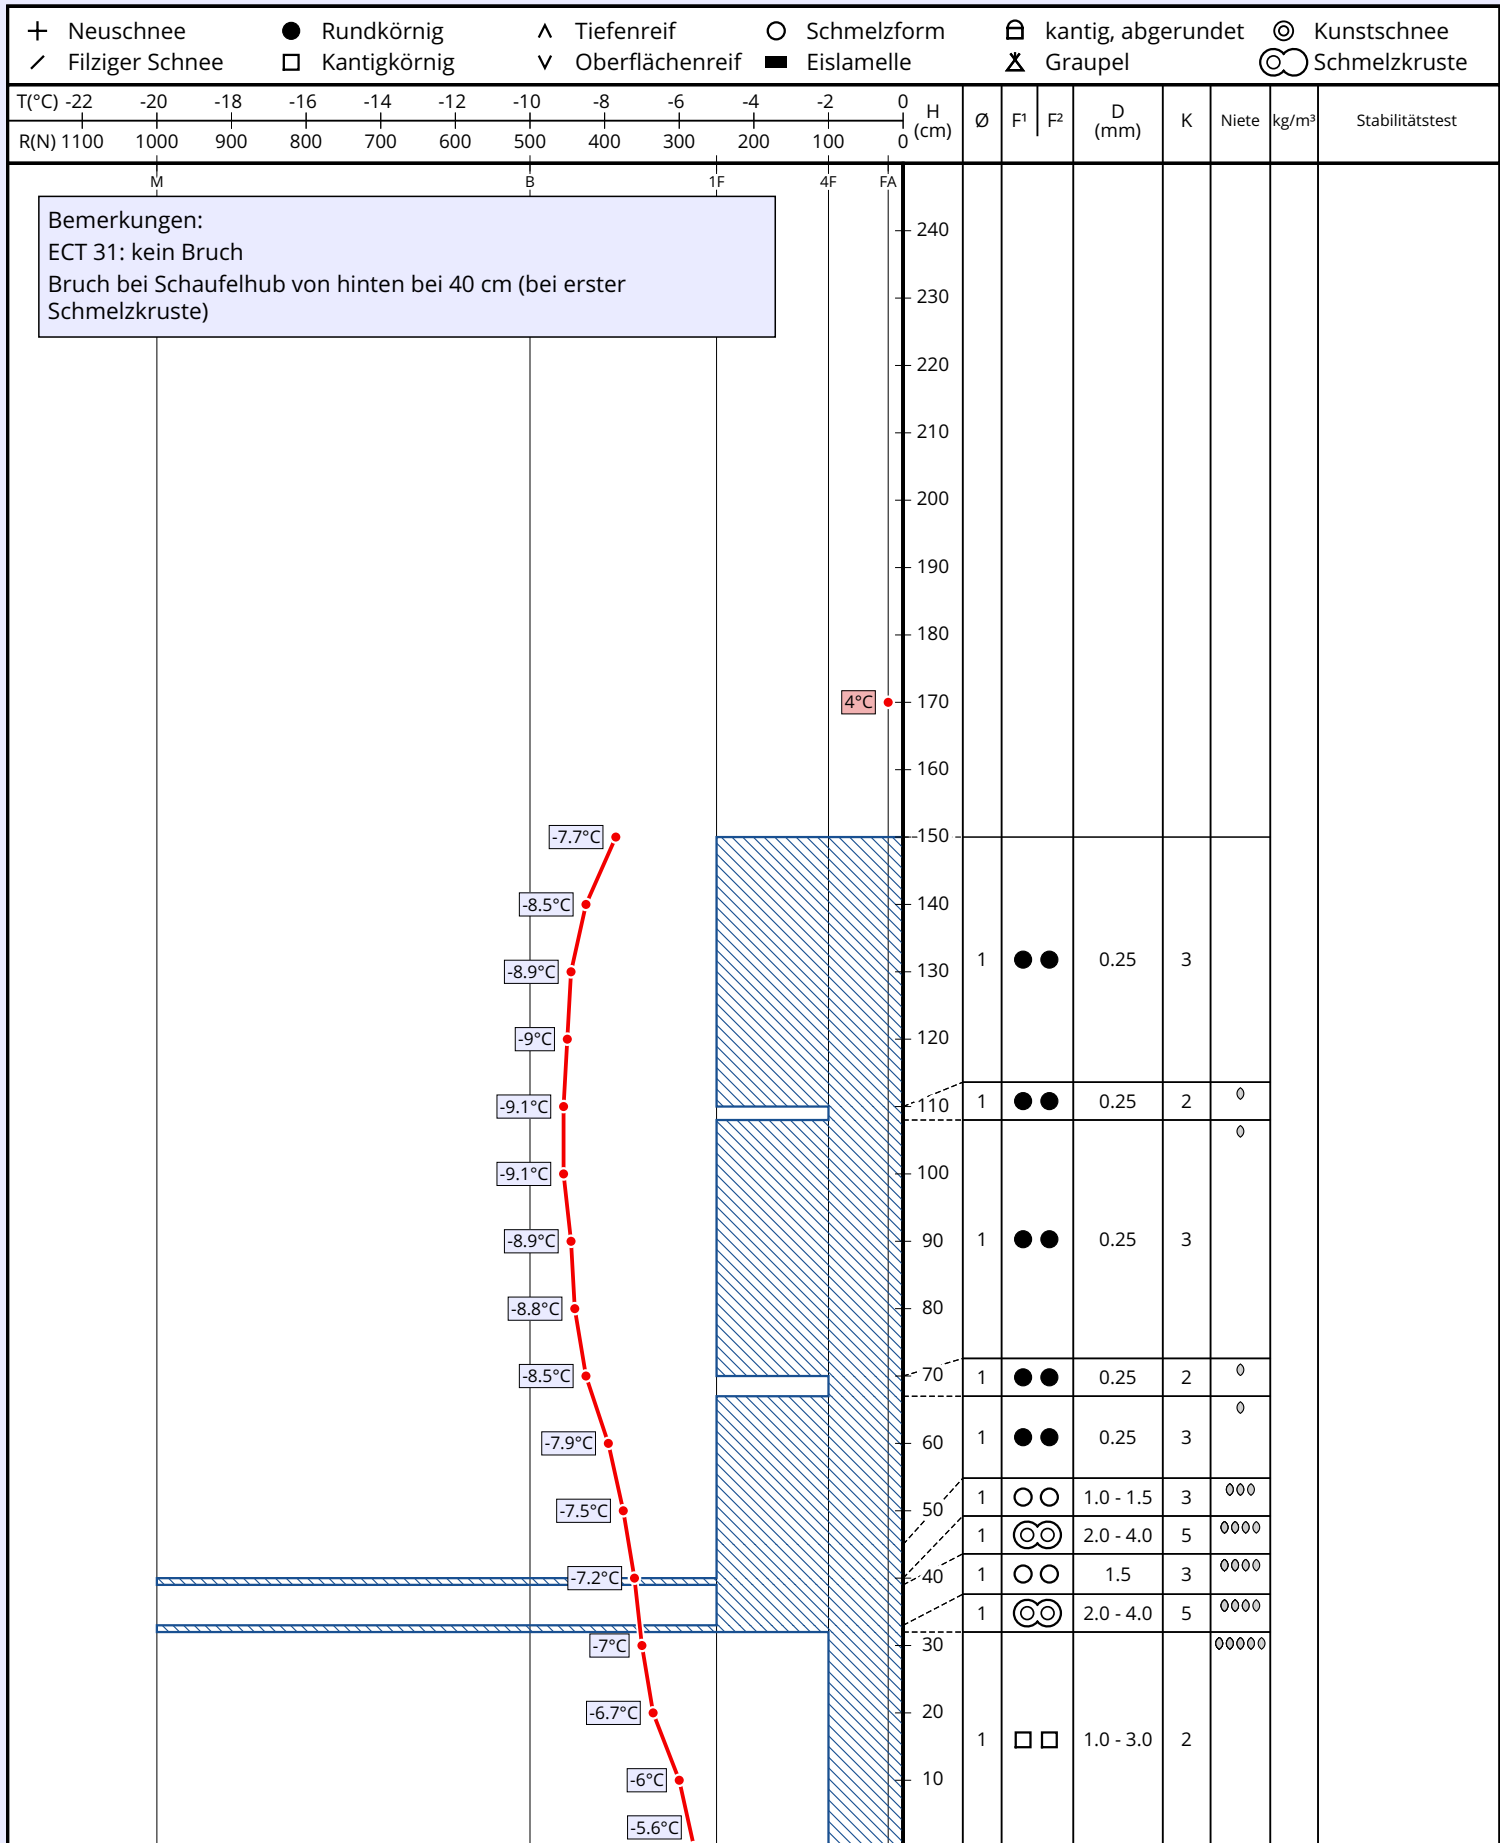 Neuschnee Rundkörnig Tiefenreif Schmelzform kantig, abgerundet Kunstschnee
Filziger Schnee Kantigkörnig Oberflächenreif Eislamelle Graupel Schmelzkruste
T(°C) -22 -20 -18 -16 -14 -12 -10 -8 -6 -4 -2 0
H (cm) Ø F¹ F² D (mm) K Niete kg/m³ Stabilitätstest
R(N) 1100 1000 900 800 700 600 500 400 300 200 100 0
M B 1F 4F FA
Bemerkungen:
ECT 31: kein Bruch
Bruch bei Schaufelhub von hinten bei 40 cm (bei erster
Schmelzkruste)
240
230
220
210
200
190
180
4°C 170
160
-7.7°C 150
-8.5°C 140
-8.9°C 130 1 0.25 3
-9°C 120
-9.1°C 110 1 0.25 2
-9.1°C 100
-8.9°C 90 1 0.25 3
-8.8°C 80
-8.5°C 70 1 0.25 2
-7.9°C 60 1 0.25 3
1 1.0 - 1.5 3
-7.5°C 50
1 2.0 - 4.0 5
-7.2°C 40 1 1.5 3
1 2.0 - 4.0 5
-7°C 30
-6.7°C 20
1 1.0 - 3.0 2
-6°C 10
-5.6°C